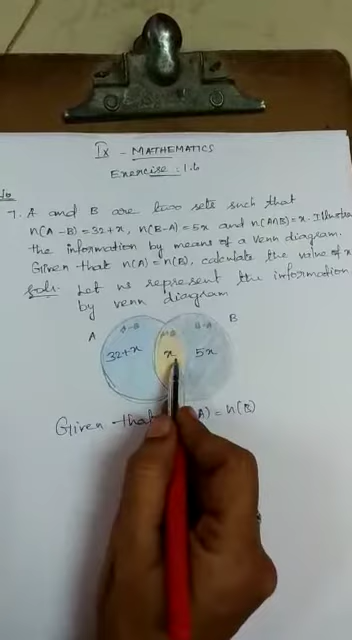 IX - MATHEMATICS
Exercise : 1.6
7. A and B are two sets such that
n(A-B)=32+x, n(B-A)=5x and n(A∩B)=x. Illustrate
the information by means of a venn diagram.
Given that n(A)=n(B), calculate the value of x
Soln. Let us represent the information
by venn diagram
A A-B A∩B B-A B
32+x x 5x
Given that (A) = n(B)